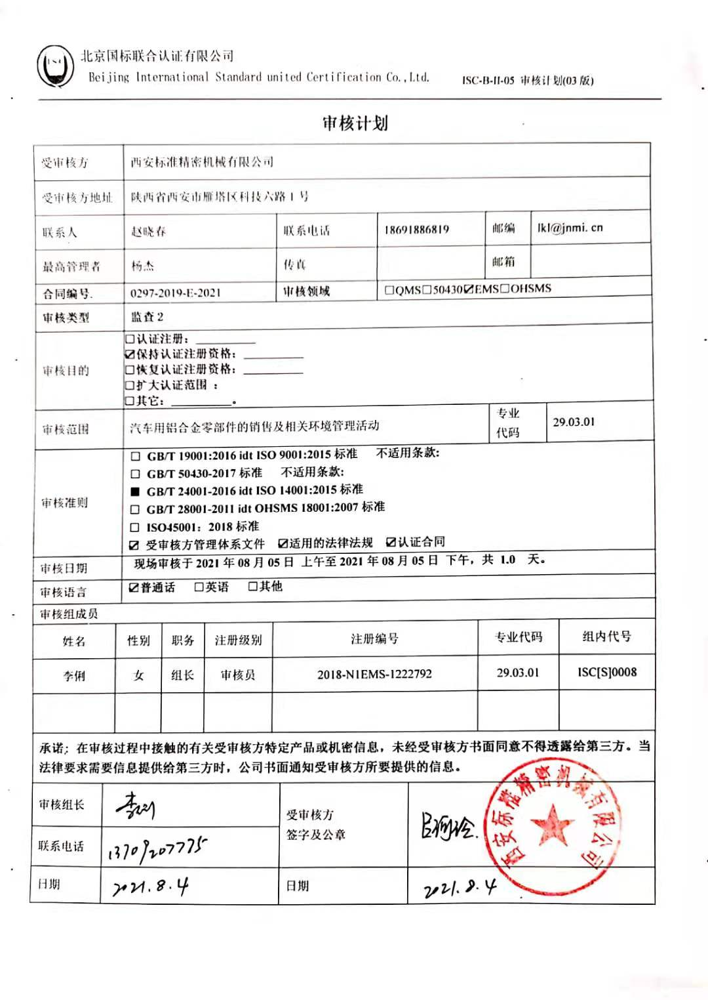 北京国标联合认证有限公司
Beijing International Standard united Certification Co.,Ltd.
ISC-B-II-05 审核计划(03 版)
审核计划
受审核方 西安标准精密机械有限公司
受审核方地址 陕西省西安市雁塔区科技六路 1 号
联系人 赵晓春 联系电话 18691886819 邮编 lkl@jnmi.cn
最高管理者 杨杰 传真 邮箱
合同编号. 0297-2019-E-2021 审核领域 □QMS□50430☑EMS□OHSMS
审核类型 监查 2
审核目的
□认证注册：
☑保持认证注册资格：
□恢复认证注册资格：
□扩大认证范围 ：
□其它：________。
审核范围 汽车用铝合金零部件的销售及相关环境管理活动 专业代码 29.03.01
审核准则
□ GB/T 19001:2016 idt ISO 9001:2015 标准 不适用条款:
□ GB/T 50430-2017 标准 不适用条款:
■ GB/T 24001-2016 idt ISO 14001:2015 标准
□ GB/T 28001-2011 idt OHSMS 18001:2007 标准
□ ISO45001：2018 标准
☑ 受审核方管理体系文件 ☑适用的法律法规 ☑认证合同
审核日期 现场审核于 2021 年 08 月 05 日 上午至 2021 年 08 月 05 日 下午，共 1.0 天。
审核语言 ☑普通话 □英语 □其他
审核组成员
姓名 性别 职务 注册级别 注册编号 专业代码 组内代号
李俐 女 组长 审核员 2018-N1EMS-1222792 29.03.01 ISC[S]0008
承诺；在审核过程中接触的有关受审核方特定产品或机密信息，未经受审核方书面同意不得透露给第三方。当
法律要求需要信息提供给第三方时，公司书面通知受审核方所要提供的信息。
审核组长 李俐
受审核方
签字及公章
西安标准精密机械有限公司
联系电话 13709207775
日期 2021.8.4 日期 2021.8.4